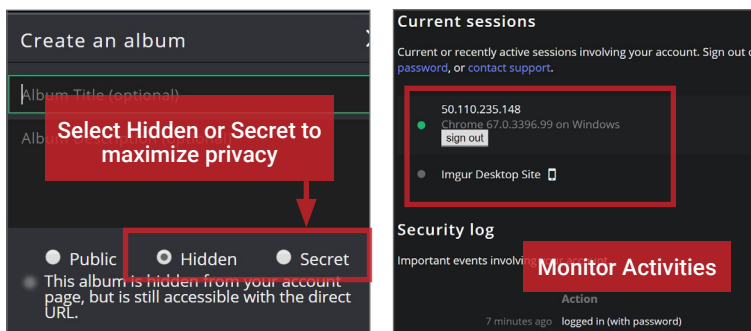 Create an album
Album Title (optional)
Select Hidden or Secret to
maximize privacy
Public
Hidden
Secret
This album is hidden from your account
page, but is still accessible with the direct
URL.
Current sessions
Current or recently active sessions involving your account. Sign out
password, or contact support.
50.110.235.148
Chrome 67.0.3396.99 on Windows
sign out
Imgur Desktop Site
Security log
Important events involving
Monitor Activities
Action
7 minutes ago logged in (with password)